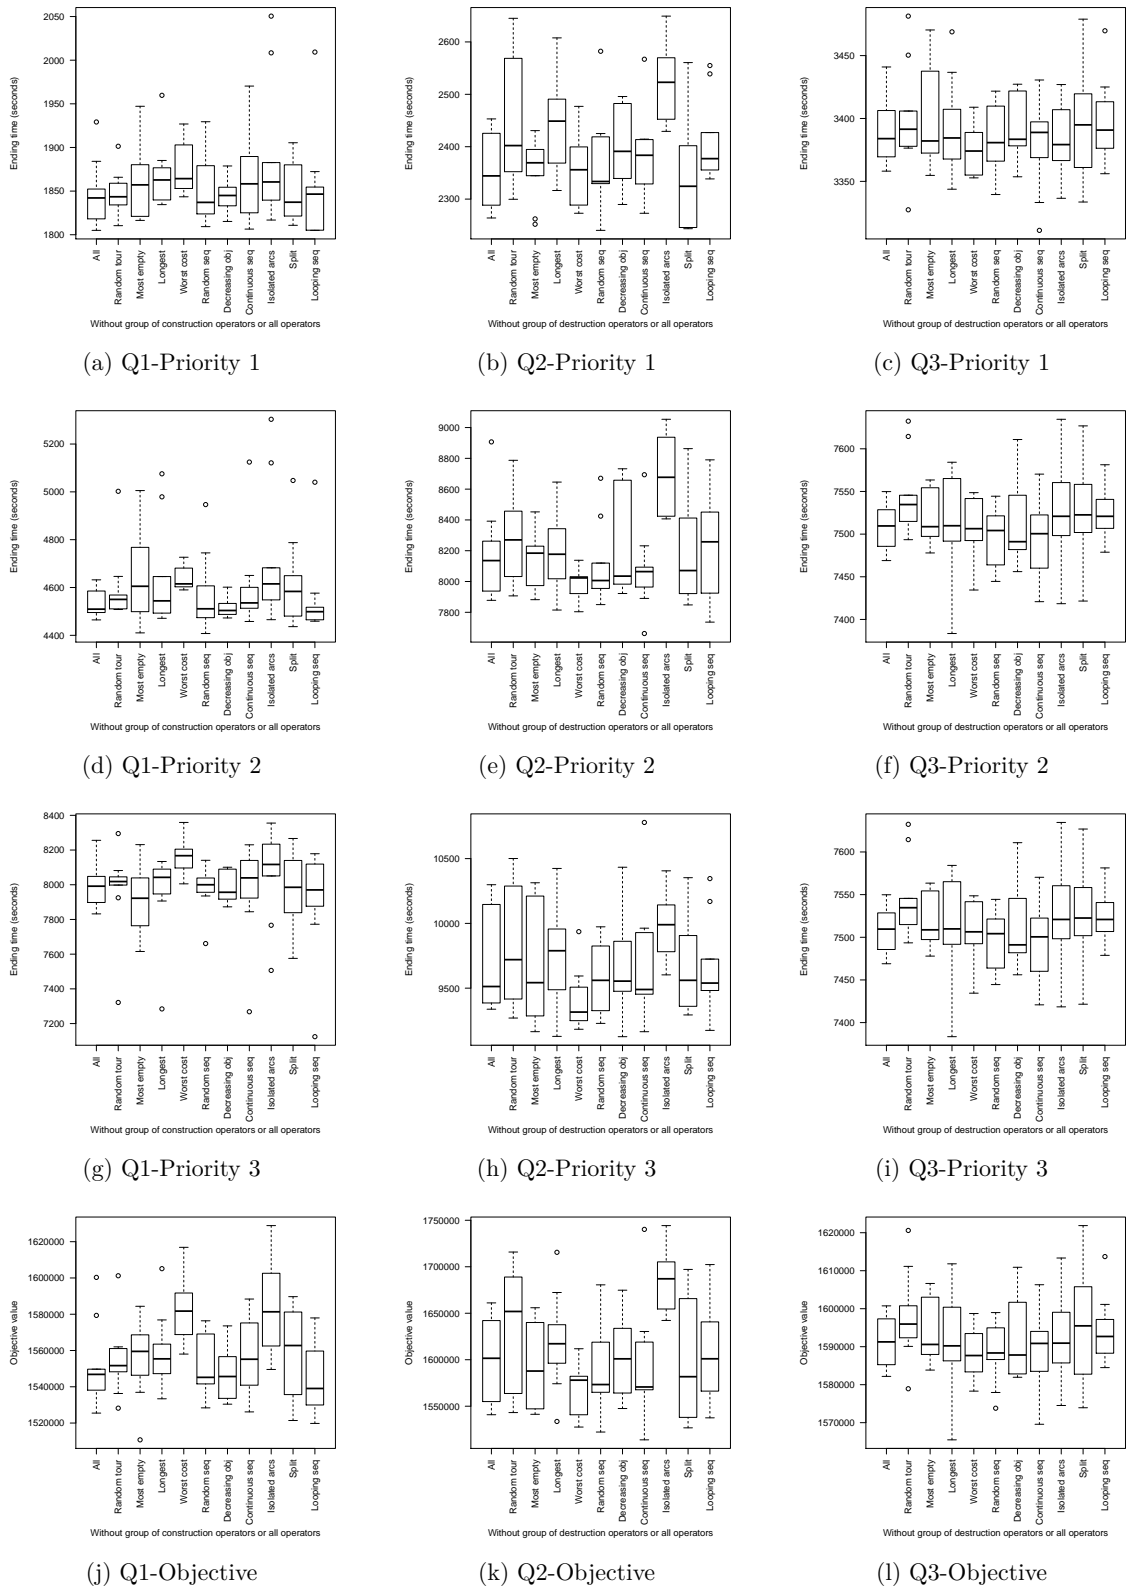 Ending time (seconds)
2050
2000
1950
1900
1850
1800
All
Random tour
Most empty
Longest
Worst cost
Random seq
Decreasing obj
Continuous seq
Isolated arcs
Split
Looping seq
Without group of construction operators or all operators
(a) Q1-Priority 1
Ending time (seconds)
2600
2500
2400
2300
All
Random tour
Most empty
Longest
Worst cost
Random seq
Decreasing obj
Continuous seq
Isolated arcs
Split
Looping seq
Without group of destruction operators or all operators
(b) Q2-Priority 1
Ending time (seconds)
3450
3400
3350
All
Random tour
Most empty
Longest
Worst cost
Random seq
Decreasing obj
Continuous seq
Isolated arcs
Split
Looping seq
Without group of destruction operators or all operators
(c) Q3-Priority 1
Ending time (seconds)
5200
5000
4800
4600
4400
All
Random tour
Most empty
Longest
Worst cost
Random seq
Decreasing obj
Continuous seq
Isolated arcs
Split
Looping seq
Without group of construction operators or all operators
(d) Q1-Priority 2
Ending time (seconds)
9000
8800
8600
8400
8200
8000
7800
All
Random tour
Most empty
Longest
Worst cost
Random seq
Decreasing obj
Continuous seq
Isolated arcs
Split
Looping seq
Without group of destruction operators or all operators
(e) Q2-Priority 2
Ending time (seconds)
7600
7550
7500
7450
7400
All
Random tour
Most empty
Longest
Worst cost
Random seq
Decreasing obj
Continuous seq
Isolated arcs
Split
Looping seq
Without group of destruction operators or all operators
(f) Q3-Priority 2
Ending time (seconds)
8400
8200
8000
7800
7600
7400
7200
All
Random tour
Most empty
Longest
Worst cost
Random seq
Decreasing obj
Continuous seq
Isolated arcs
Split
Looping seq
Without group of construction operators or all operators
(g) Q1-Priority 3
Ending time (seconds)
10500
10000
9500
All
Random tour
Most empty
Longest
Worst cost
Random seq
Decreasing obj
Continuous seq
Isolated arcs
Split
Looping seq
Without group of destruction operators or all operators
(h) Q2-Priority 3
Ending time (seconds)
7600
7550
7500
7450
7400
All
Random tour
Most empty
Longest
Worst cost
Random seq
Decreasing obj
Continuous seq
Isolated arcs
Split
Looping seq
Without group of destruction operators or all operators
(i) Q3-Priority 3
Objective value
1620000
1600000
1580000
1560000
1540000
1520000
All
Random tour
Most empty
Longest
Worst cost
Random seq
Decreasing obj
Continuous seq
Isolated arcs
Split
Looping seq
Without group of construction operators or all operators
(j) Q1-Objective
Objective value
1750000
1700000
1650000
1600000
1550000
All
Random tour
Most empty
Longest
Worst cost
Random seq
Decreasing obj
Continuous seq
Isolated arcs
Split
Looping seq
Without group of destruction operators or all operators
(k) Q2-Objective
Objective value
1620000
1610000
1600000
1590000
1580000
1570000
All
Random tour
Most empty
Longest
Worst cost
Random seq
Decreasing obj
Continuous seq
Isolated arcs
Split
Looping seq
Without group of destruction operators or all operators
(l) Q3-Objective